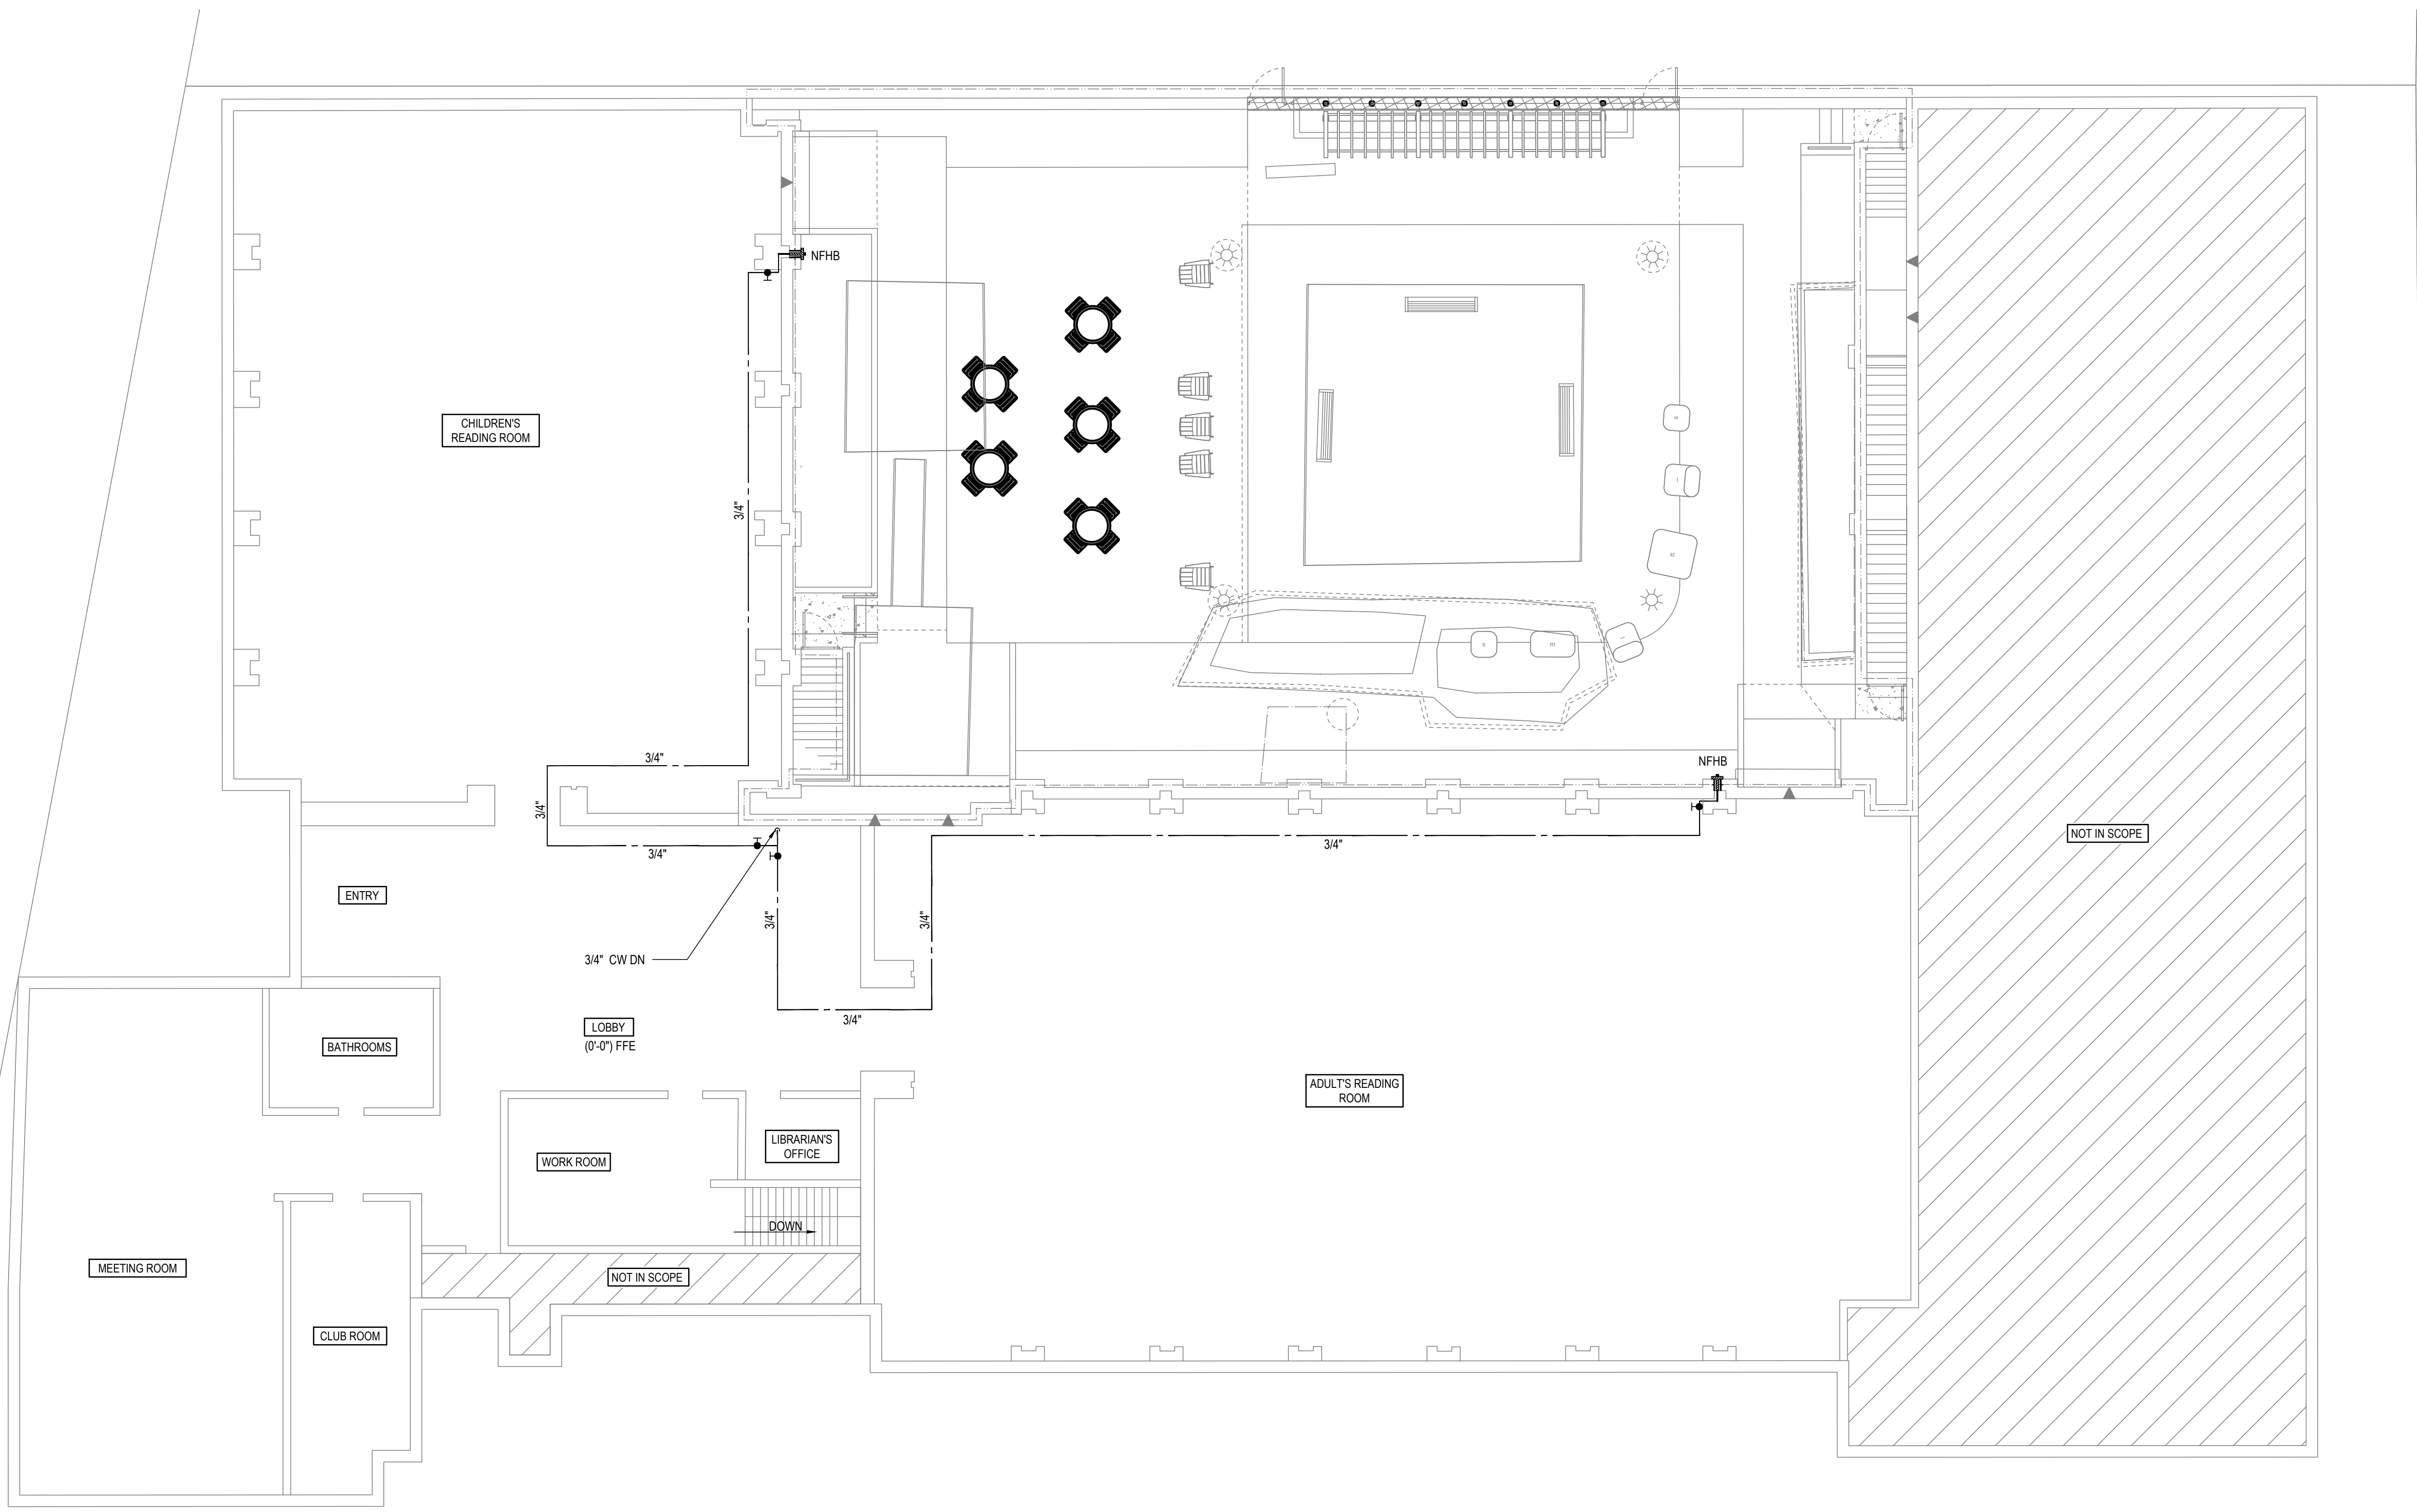 NFHB
CHILDREN'S
READING ROOM
3/4"
s
l
xl
s
m
l
3/4"
NFHB
3/4"
3/4"
3/4"
NOT IN SCOPE
ENTRY
3/4"
3/4"
3/4" CW DN
3/4"
LOBBY
(0'-0") FFE
BATHROOMS
ADULT'S READING
ROOM
LIBRARIAN'S
OFFICE
WORK ROOM
DOWN
MEETING ROOM
NOT IN SCOPE
CLUB ROOM